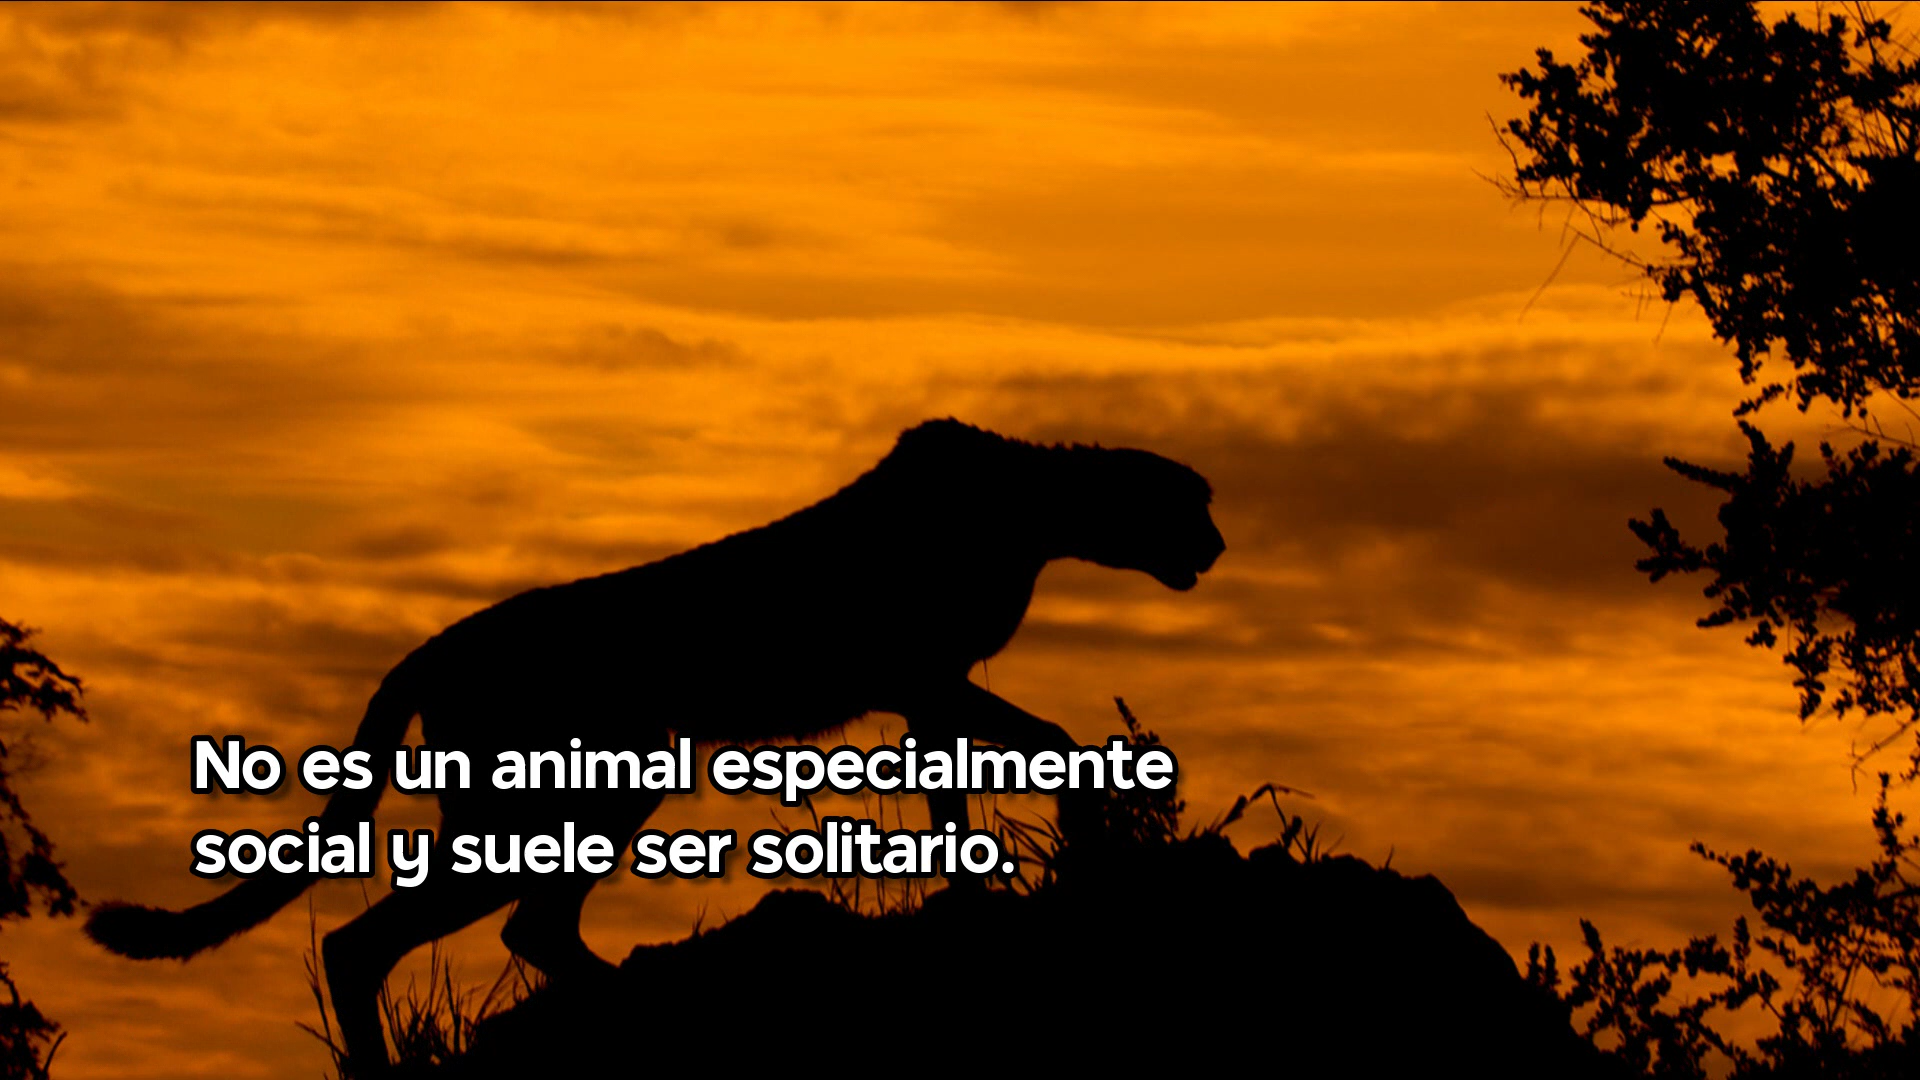 No es un animal especialmente
social y suele ser solitario.